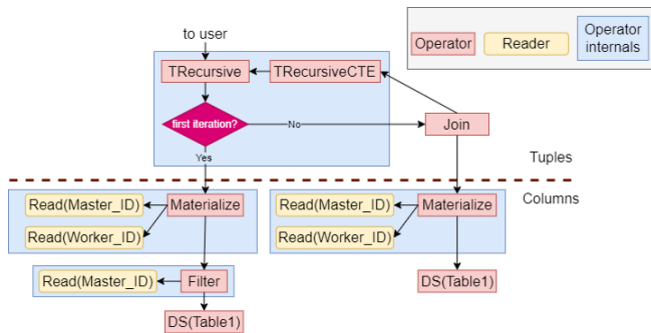 to user
Operator
Reader
Operator
internals
TRecursive
TRecursiveCTE
first iteration?
No
Join
Yes
Tuples
Columns
Read(Master_ID)
Materialize
Read(Worker_ID)
Read(Master_ID)
Materialize
Read(Worker_ID)
Read(Master_ID)
Filter
DS(Table1)
DS(Table1)